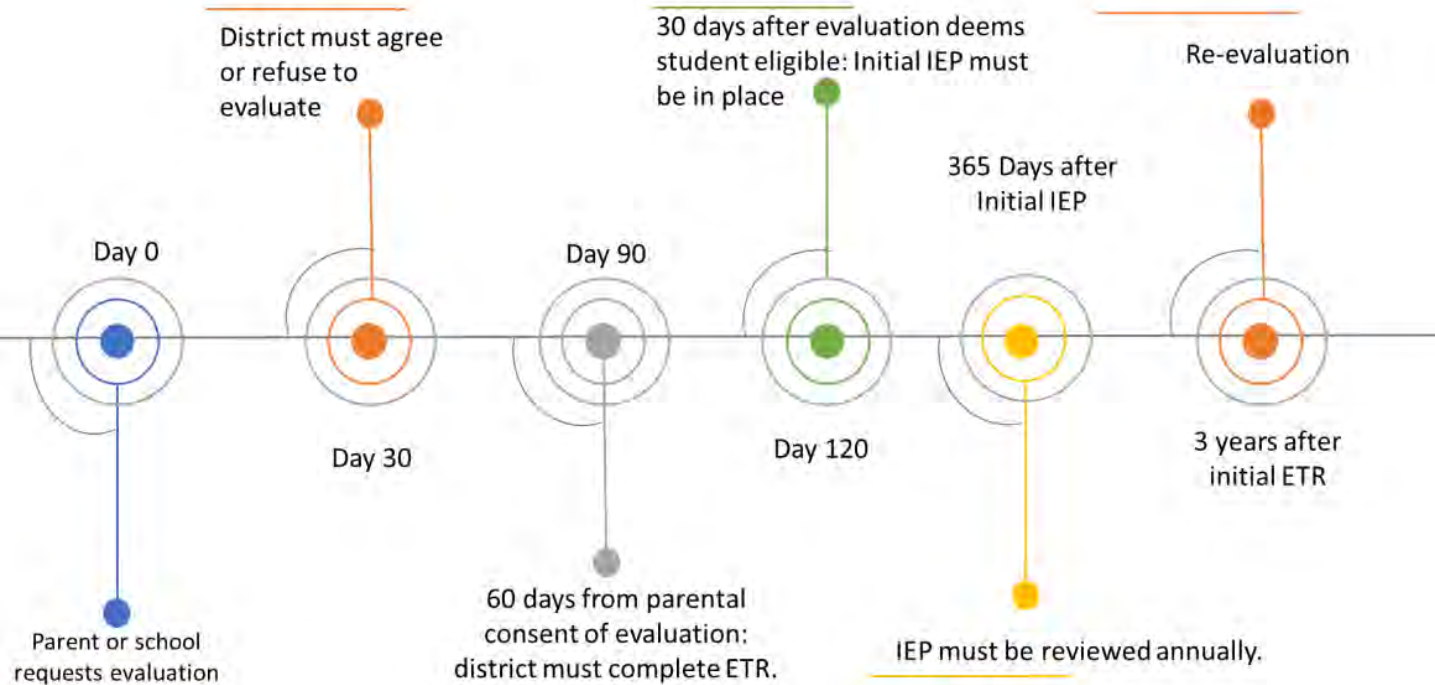 Day 0
Parent or school
requests evaluation
District must agree
or refuse to
evaluate
Day 30
Day 90
60 days from parental
consent of evaluation:
district must complete ETR.
30 days after evaluation deems
student eligible: Initial IEP must
be in place
Day 120
365 Days after
Initial IEP
IEP must be reviewed annually.
Re-evaluation
3 years after
initial ETR